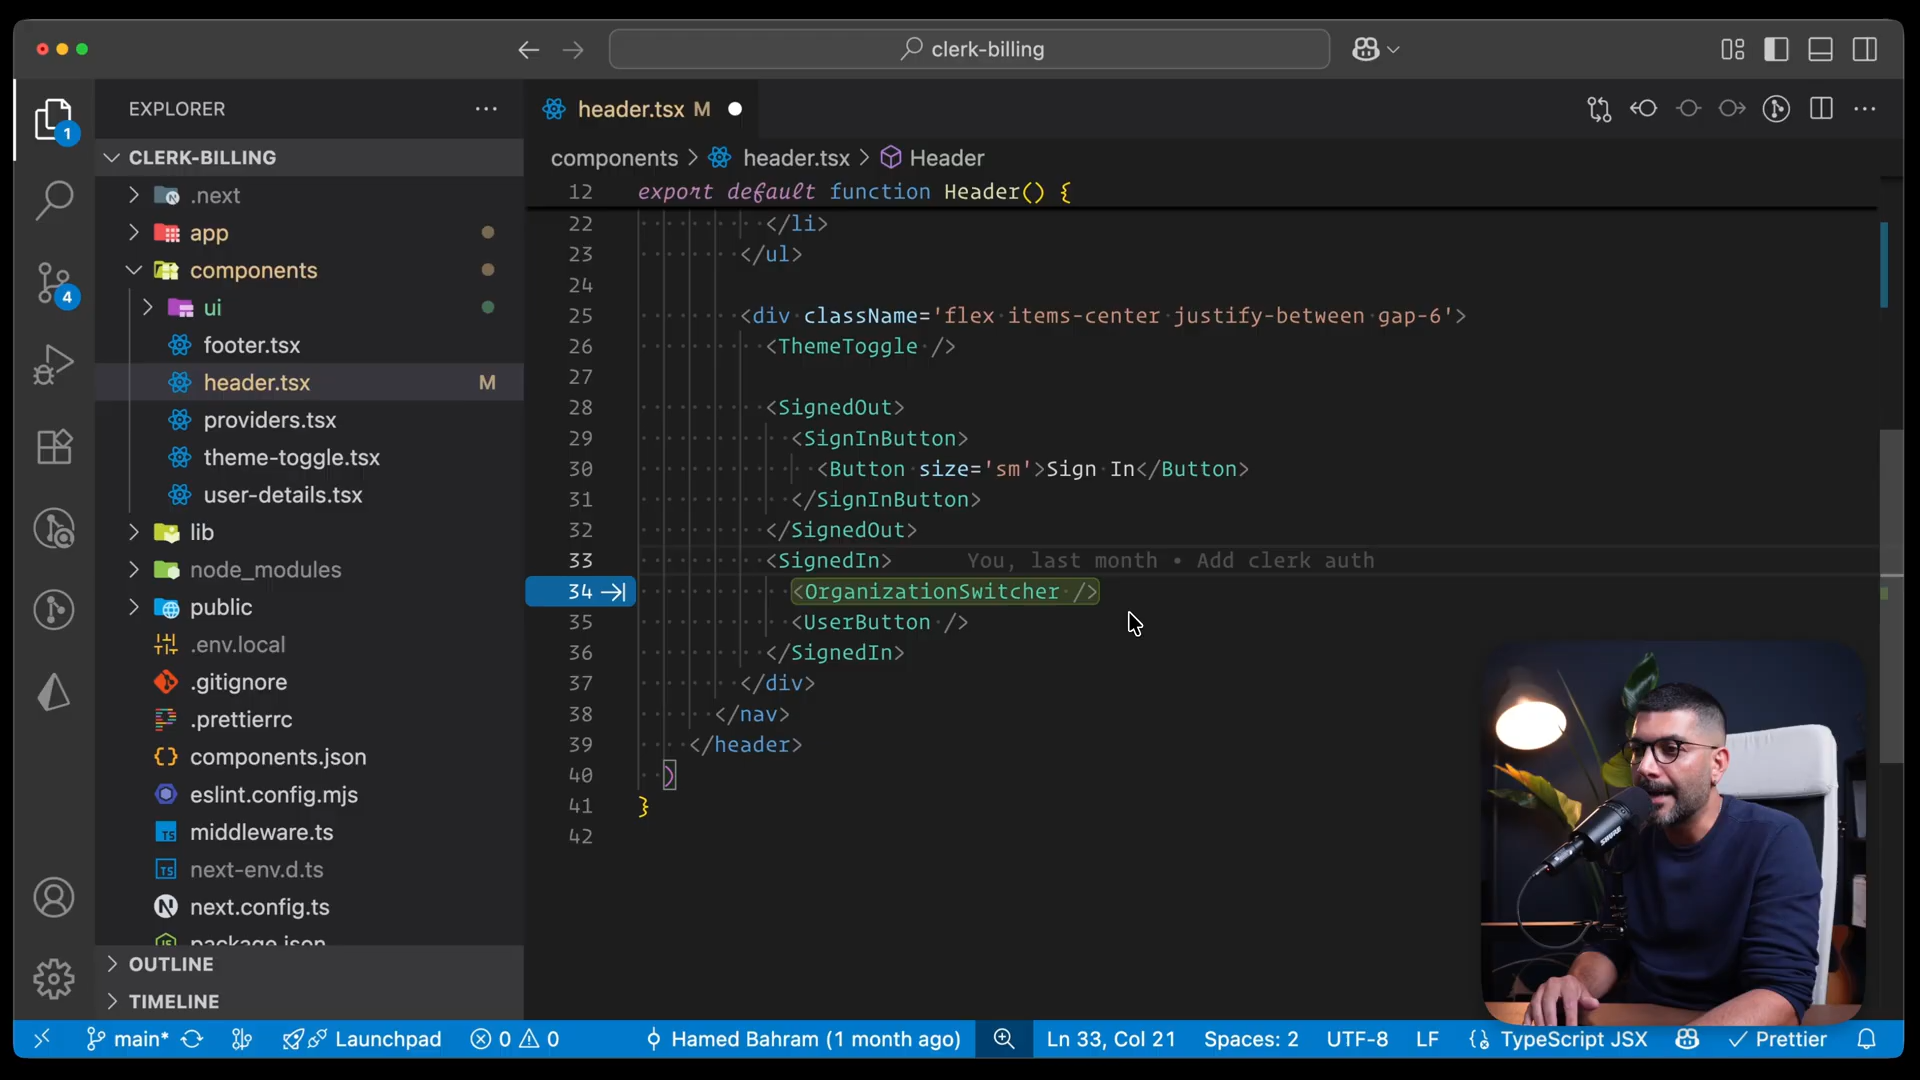 clerk-billing
EXPLORER
header.tsx M
1
CLERK-BILLING
components > header.tsx > Header
.next
app
components
4
ui
footer.tsx
header.tsx M
providers.tsx
theme-toggle.tsx
user-details.tsx
lib
node_modules
public
.env.local
.gitignore
.prettierrc
components.json
eslint.config.mjs
middleware.ts
next-env.d.ts
next.config.ts
package.json
OUTLINE
TIMELINE
12 export default function Header() {
22 </li>
23 </ul>
24
25 <div className='flex items-center justify-between gap-6'>
26 <ThemeToggle />
27
28 <SignedOut>
29 <SignInButton>
30 <Button size='sm'>Sign In</Button>
31 </SignInButton>
32 </SignedOut>
33 <SignedIn> You, last month • Add clerk auth
34 <OrganizationSwitcher />
35 <UserButton />
36 </SignedIn>
37 </div>
38 </nav>
39 </header>
40 )
41 }
42
SHURE
main* Launchpad 0 0 Hamed Bahram (1 month ago) Ln 33, Col 21 Spaces: 2 UTF-8 LF TypeScript JSX Prettier